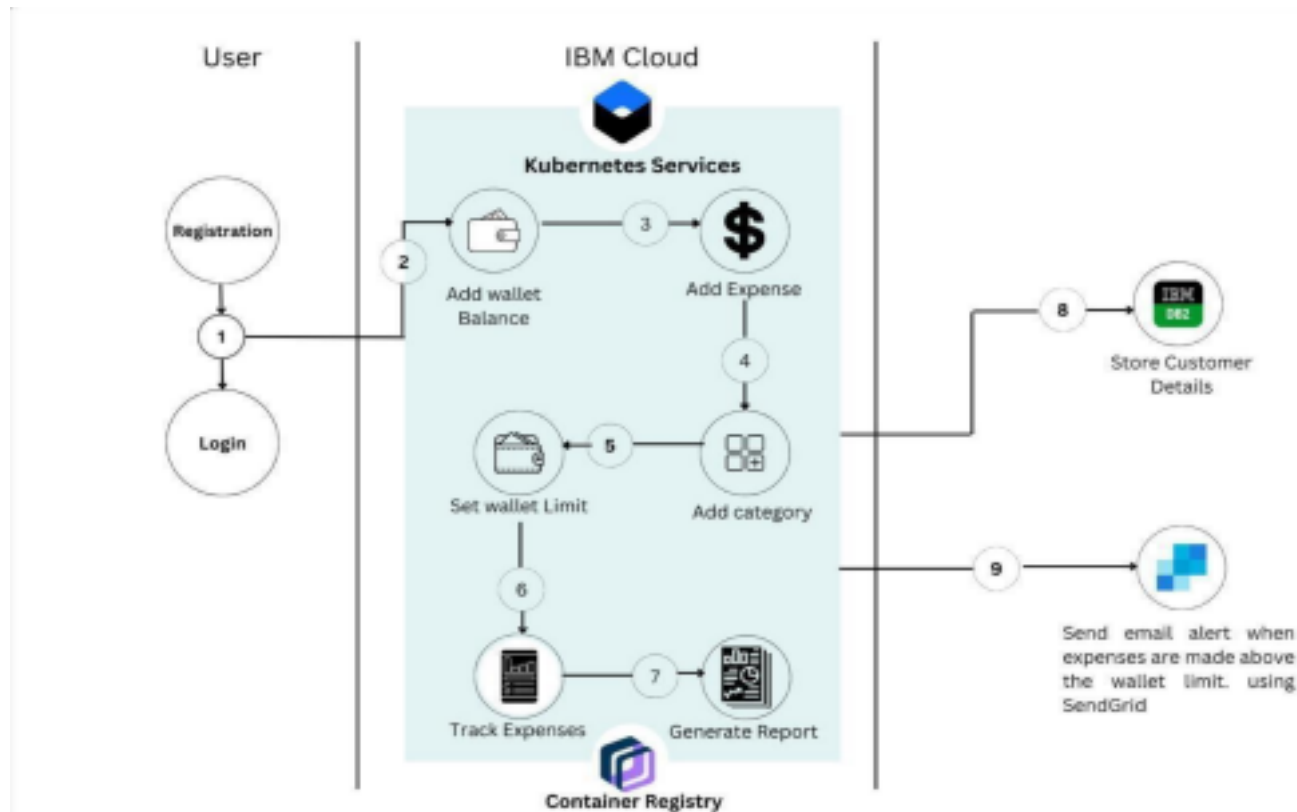 User
IBM Cloud
Kubernetes Services
Registration
1
Login
2
Add wallet
Balance
3
Add Expense
4
Add category
5
Set wallet Limit
6
Track Expenses
7
Generate Report
Container Registry
8
IBM
DB2
Store Customer
Details
9
Send email alert when
expenses are made above
the wallet limit. using
SendGrid